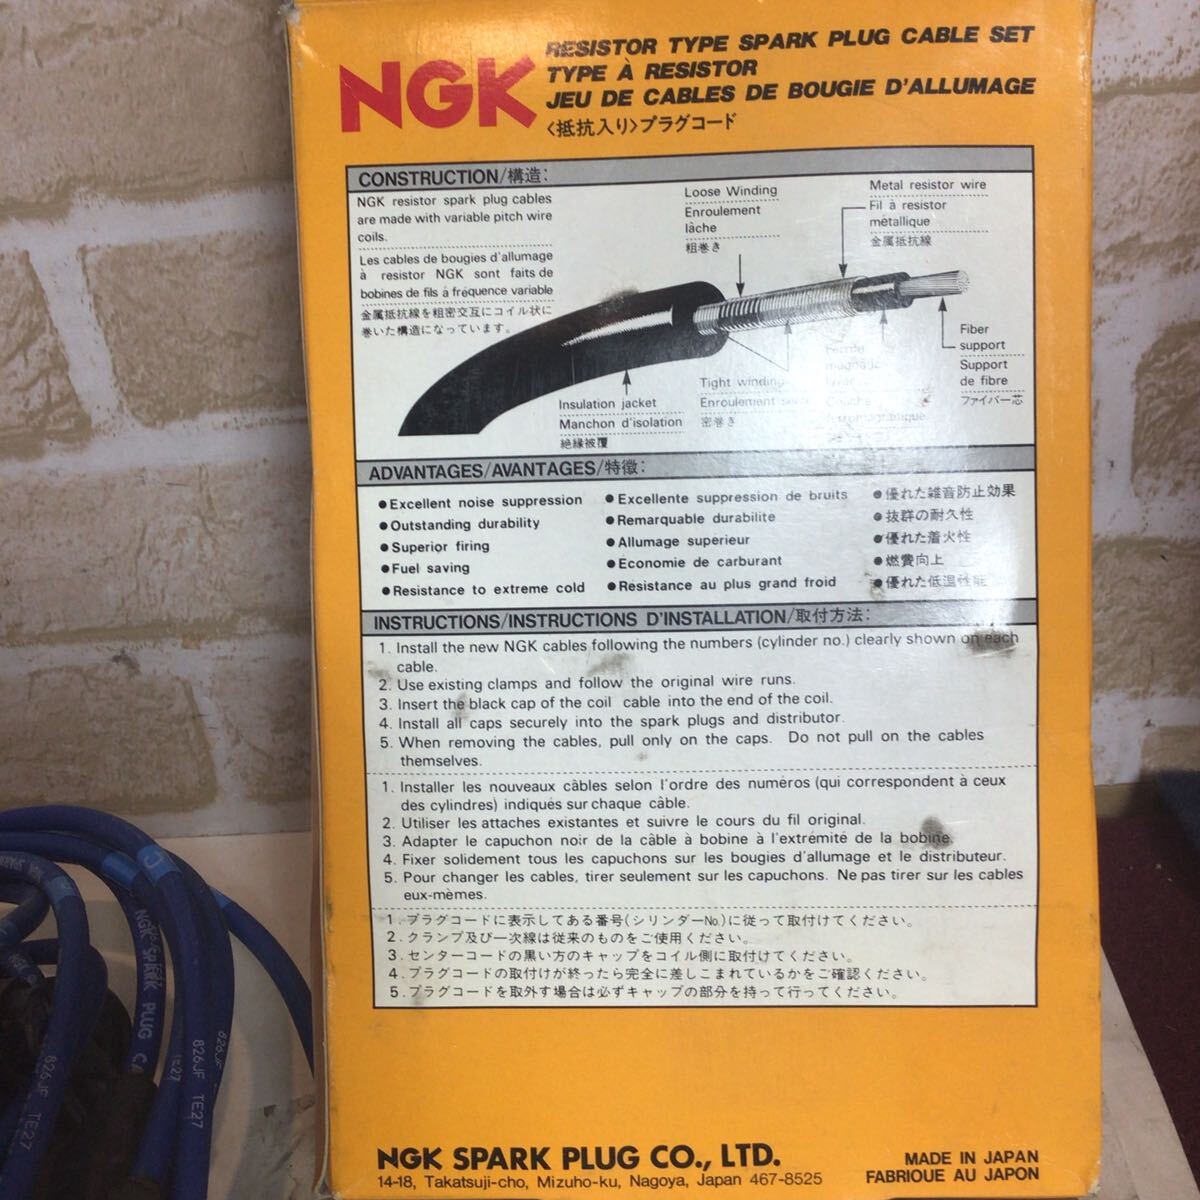 NGK
RESISTOR TYPE SPARK PLUG CABLE SET
TYPE À RESISTOR
JEU DE CABLES DE BOUGIE D'ALLUMAGE
〈抵抗入り〉プラグコード
CONSTRUCTION/構造:
NGK resistor spark plug cables
are made with variable pitch wire
coils.
Les cables de bougies d'allumage
à resistor NGK sont faits de
bobines de fils à fréquence variable
金属抵抗線を粗密交互にコイル状に
巻いた構造になっています。
Loose Winding
Enroulement
lâche
粗巻き
Metal resistor wire
Fil à resistor
métallique
金属抵抗線
Fiber
support
Support
de fibre
ファイバー芯
Tight winding
Enroulement
密巻き
Insulation jacket
Manchon d'isolation
絶縁被覆
ADVANTAGES/AVANTAGES/特徴:
●Excellent noise suppression
●Outstanding durability
●Superior firing
●Fuel saving
●Resistance to extreme cold
●Excellente suppression de bruits
●Remarquable durabilite
●Allumage superieur
●Economie de carburant
●Résistance au plus grand froid
●優れた雑音防止効果
●抜群の耐久性
●優れた着火性
●燃費向上
●優れた低温性能
INSTRUCTIONS/INSTRUCTIONS D'INSTALLATION/取付方法:
1. Install the new NGK cables following the numbers (cylinder no.) clearly shown on each
cable.
2. Use existing clamps and follow the original wire runs.
3. Insert the black cap of the coil cable into the end of the coil.
4. Install all caps securely into the spark plugs and distributor.
5. When removing the cables, pull only on the caps. Do not pull on the cables
themselves.
1. Installer les nouveaux câbles selon l'ordre des numéros (qui correspondent à ceux
des cylindres) indiqués sur chaque câble.
2. Utiliser les attaches existantes et suivre le cours du fil original.
3. Adapter le capuchon noir de la câble à bobine à l'extrémité de la bobine.
4. Fixer solidement tous les capuchons sur les bougies d'allumage et le distributeur.
5. Pour changer les cables, tirer seulement sur les capuchons. Ne pas tirer sur les cables
eux-mèmes.
1. プラグコードに表示してある番号(シリンダーNo.)に従って取付けてください。
2. クランプ及び一次線は従来のものをご使用ください。
3. センターコードの黒い方のキャップをコイル側に取付けてください。
4. プラグコードの取付けが終ったら完全に差しこまれているかをご確認ください。
5. プラグコードを取外す場合は必ずキャップの部分を持って行ってください。
NGK SPARK PLUG CO., LTD.
14-18, Takatsuji-cho, Mizuho-ku, Nagoya, Japan 467-8525
MADE IN JAPAN
FABRIQUE AU JAPON
NGK SPARK PLUG CA
826JF TE27
826JF
TE27
826JF TE27